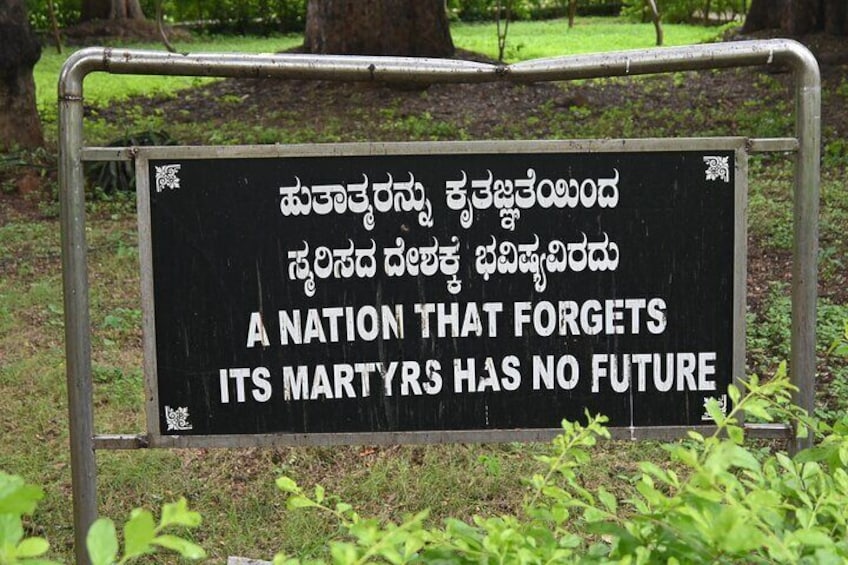 ಹುತಾತ್ಮರನ್ನು ಕೃತಜ್ಞತೆಯಿಂದ
ಸ್ಮರಿಸದ ದೇಶಕ್ಕೆ ಭವಿಷ್ಯವಿರದು
A NATION THAT FORGETS
ITS MARTYRS HAS NO FUTURE